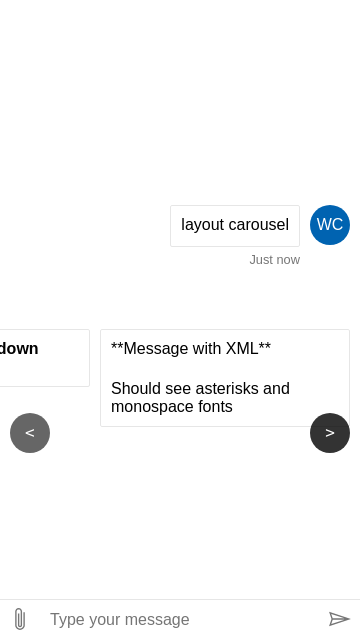 layout carousel
WC
Just now
down
**Message with XML**
Should see asterisks and
monospace fonts
<
>
Type your message